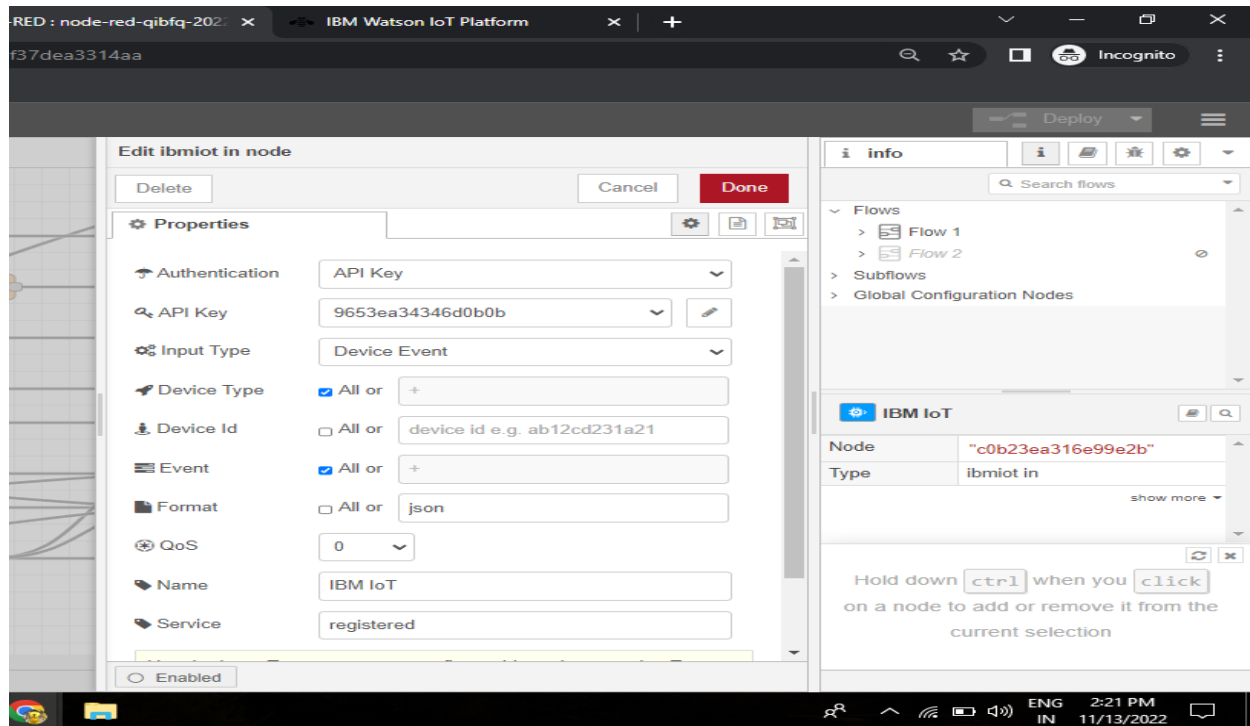 -RED : node-red-qibfq-202
IBM Watson IoT Platform
f37dea3314aa
Incognito
Deploy
Edit ibmiot in node
Delete
Cancel
Done
Properties
Authentication
API Key
API Key
9653ea34346d0b0b
Input Type
Device Event
Device Type
All or
+
Device Id
All or
device id e.g. ab12cd231a21
Event
All or
+
Format
All or
json
QoS
0
Name
IBM IoT
Service
registered
Enabled
i info
i
Search flows
Flows
Flow 1
Flow 2
Subflows
Global Configuration Nodes
IBM IoT
Node
"c0b23ea316e99e2b"
Type
ibmiot in
show more
Hold down ctrl when you click
on a node to add or remove it from the
current selection
ENG
IN
2:21 PM
11/13/2022